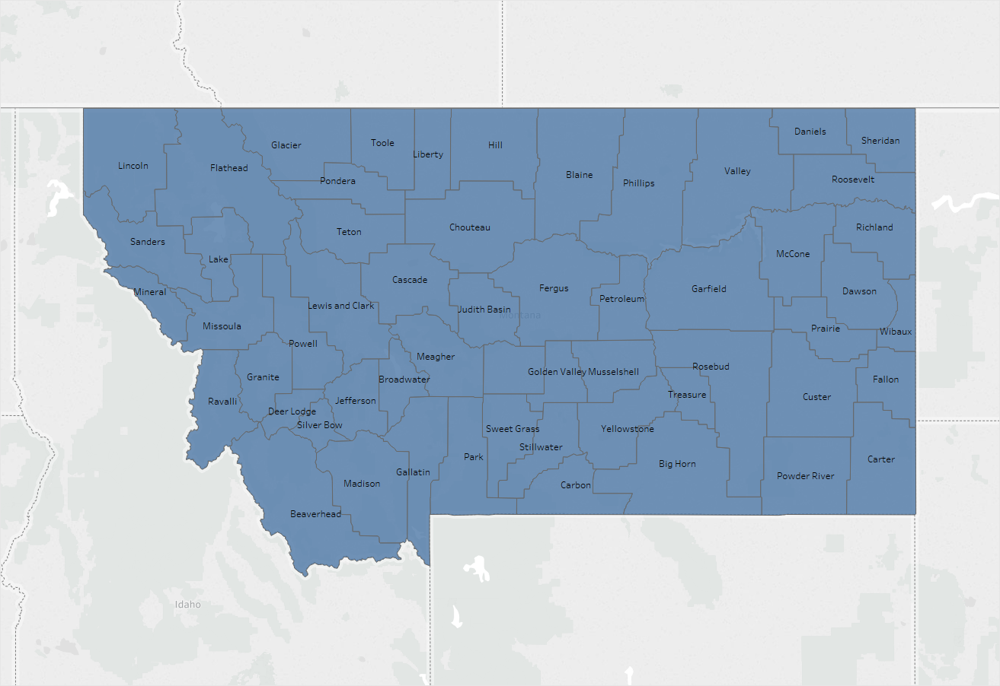 Daniels
Sheridan
Glacier
Toole
Liberty
Hill
Lincoln
Flathead
Pondera
Blaine
Phillips
Valley
Roosevelt
Teton
Chouteau
Richland
Sanders
Lake
McCone
Cascade
Mineral
Fergus
Garfield
Dawson
Petroleum
Lewis and Clark
Judith Basin
Montana
Missoula
Prairie
Wibaux
Powell
Meagher
Golden Valley
Musselshell
Rosebud
Granite
Broadwater
Fallon
Ravalli
Jefferson
Treasure
Custer
Deer Lodge
Silver Bow
Sweet Grass
Yellowstone
Stillwater
Park
Big Horn
Carter
Gallatin
Powder River
Madison
Carbon
Beaverhead
Idaho